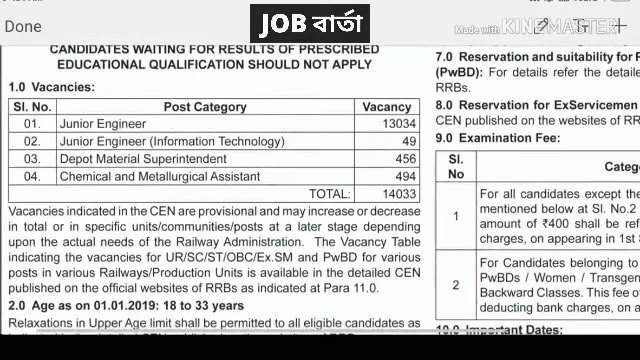 JOB বার্তা
Done
Made with KINEMASTER
CANDIDATES WAITING FOR RESULTS OF PRESCRIBED
EDUCATIONAL QUALIFICATION SHOULD NOT APPLY
1.0 Vacancies:
Sl. No. Post Category Vacancy
01. Junior Engineer 13034
02. Junior Engineer (Information Technology) 49
03. Depot Material Superintendent 456
04. Chemical and Metallurgical Assistant 494
TOTAL: 14033
Vacancies indicated in the CEN are provisional and may increase or decrease
in total or in specific units/communities/posts at a later stage depending
upon the actual needs of the Railway Administration. The Vacancy Table
indicating the vacancies for UR/SC/ST/OBC/Ex.SM and PwBD for various
posts in various Railways/Production Units is available in the detailed CEN
published on the official websites of RRBs as indicated at Para 11.0.
2.0 Age as on 01.01.2019: 18 to 33 years
Relaxations in Upper Age limit shall be permitted to all eligible candidates as
7.0 Reservation and suitability for P
(PwBD): For details refer the detaile
RRBs.
8.0 Reservation for ExServicemen
CEN published on the websites of RR
9.0 Examination Fee:
Sl.
No
Categ
1
For all candidates except the
mentioned below at Sl. No.2
amount of ₹400 shall be ref
charges, on appearing in 1st S
2
For Candidates belonging to
PwBDs / Women / Transgen
Backward Classes. This fee of
deducting bank charges, on a
10.0 Important Dates: